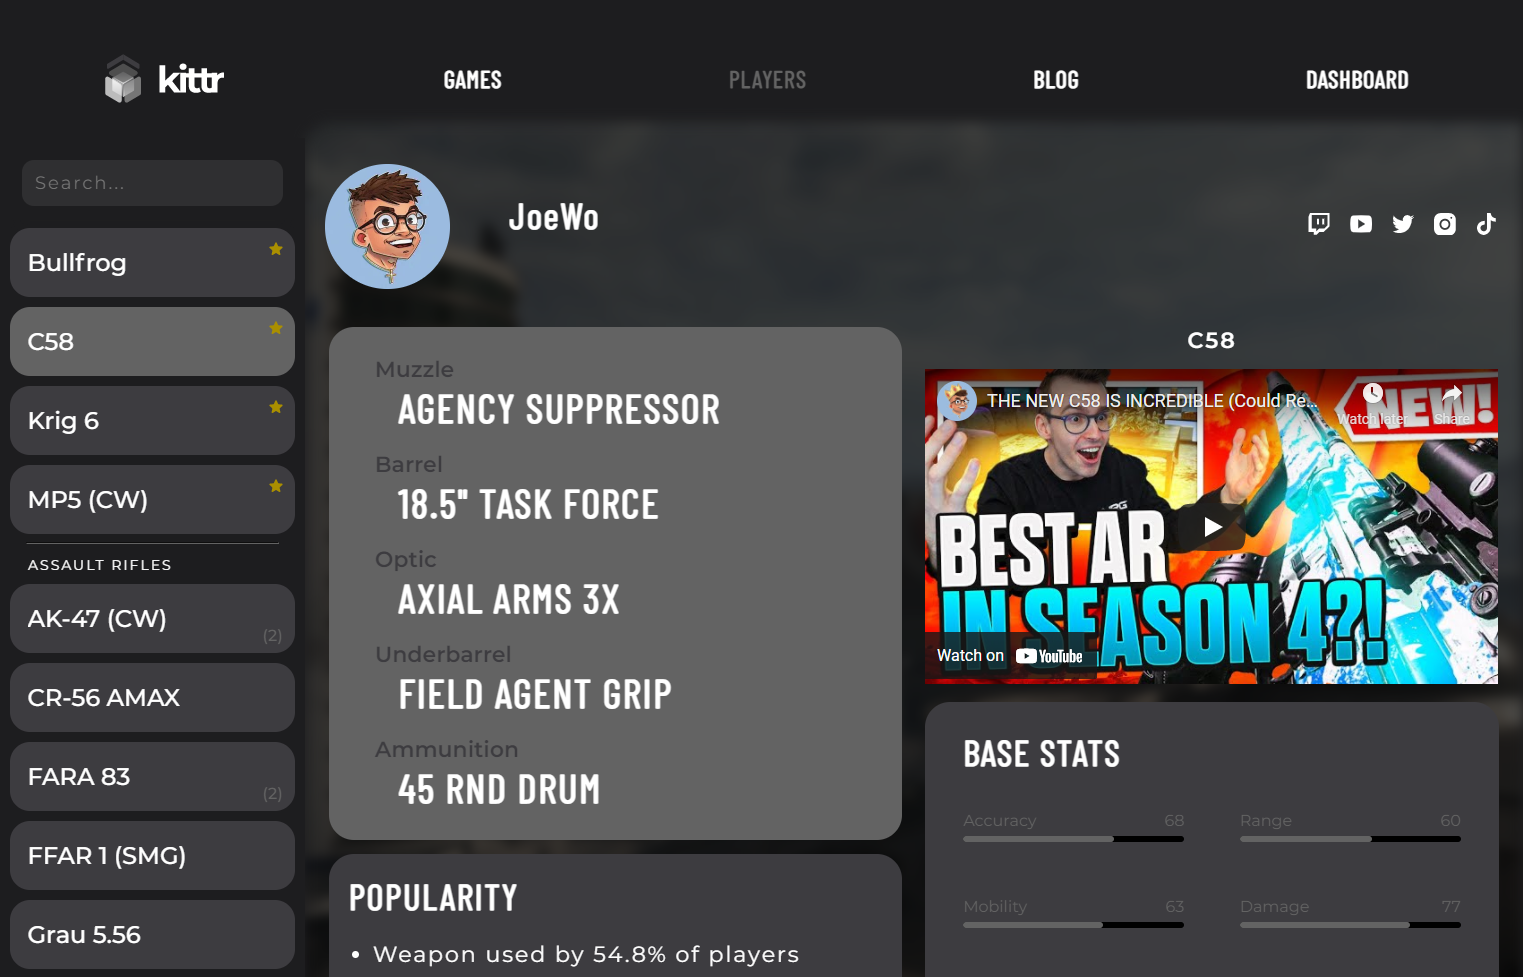 kittr
GAMES
PLAYERS
BLOG
DASHBOARD
Search...
Bullfrog
C58
Krig 6
MP5 (CW)
ASSAULT RIFLES
AK-47 (CW)
(2)
CR-56 AMAX
FARA 83
(2)
FFAR 1 (SMG)
Grau 5.56
JoeWo
Muzzle
AGENCY SUPPRESSOR
Barrel
18.5" TASK FORCE
Optic
AXIAL ARMS 3X
Underbarrel
FIELD AGENT GRIP
Ammunition
45 RND DRUM
POPULARITY
• Weapon used by 54.8% of players
C58
THE NEW C58 IS INCREDIBLE (Could Re...
Watch later
Share
NEW!
BEST AR
IN SEASON 4?!
Watch on YouTube
BASE STATS
Accuracy 68
Range 60
Mobility 63
Damage 77